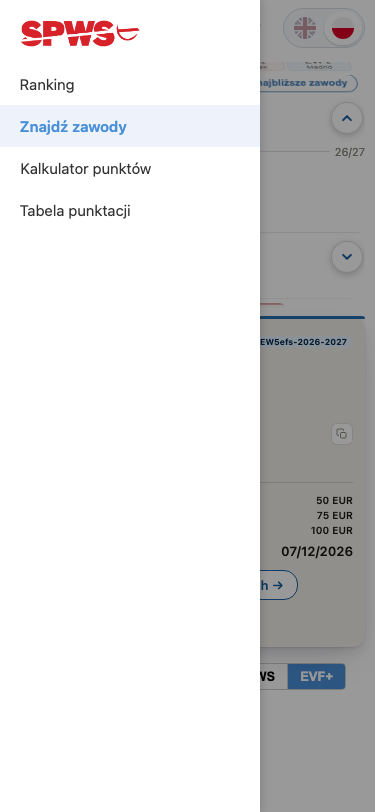 SPWS
Ranking
Znajdź zawody
Kalkulator punktów
Tabela punktacji
najbliższe zawody
26/27
EW5efs-2026-2027
50 EUR
75 EUR
100 EUR
07/12/2026
h →
WS
EVF+